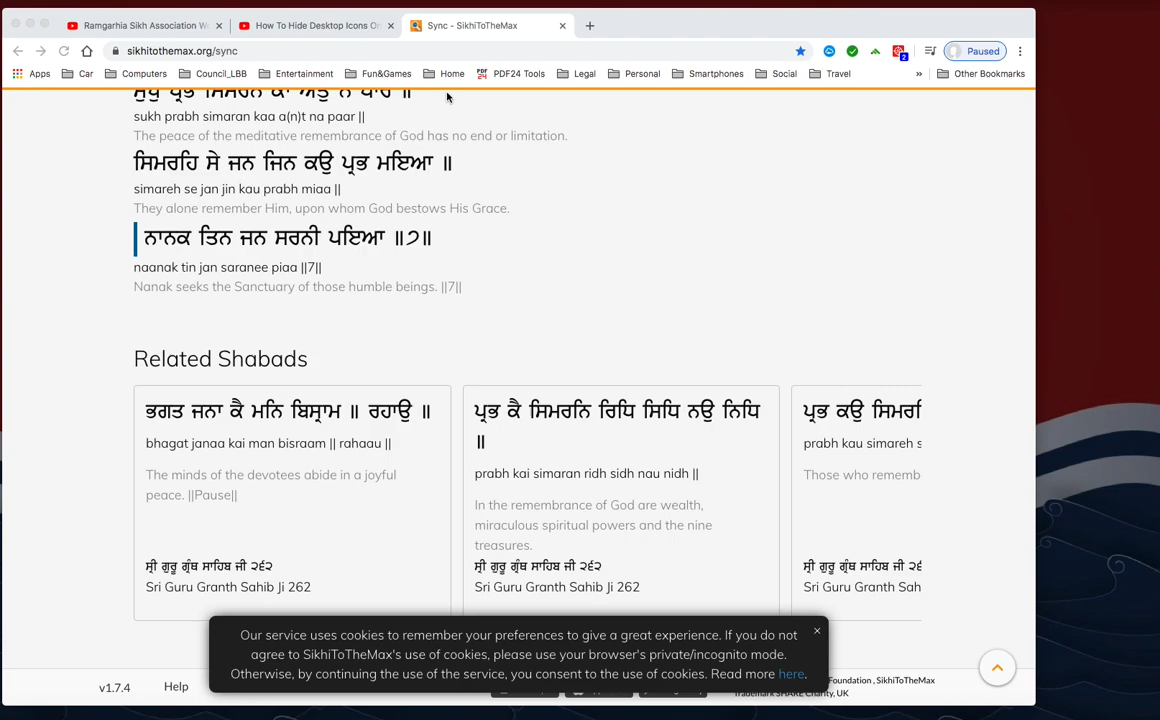 Ramgarhia Sikh Association W
How To Hide Desktop Icons On
Sync - SikhiToTheMax
sikhitothemax.org/sync
2
Paused
Apps Car Computers Council_LBB Entertainment Fun&Games Home PDF24 Tools Legal Personal Smartphones Social Travel » Other Bookmarks
ਸੁਖੁ ਪ੍ਰਭ ਸਿਮਰਨ ਕਾ ਅੰਤੁ ਨ ਪਾਰ ॥
sukh prabh simaran kaa a(n)t na paar ||
The peace of the meditative remembrance of God has no end or limitation.
ਸਿਮਰਹਿ ਸੇ ਜਨ ਜਿਨ ਕਉ ਪ੍ਰਭ ਮਇਆ ॥
simareh se jan jin kau prabh miaa ||
They alone remember Him, upon whom God bestows His Grace.
ਨਾਨਕ ਤਿਨ ਜਨ ਸਰਨੀ ਪਇਆ ॥੭॥
naanak tin jan saranee piaa ||7||
Nanak seeks the Sanctuary of those humble beings. ||7||
Related Shabads
ਭਗਤ ਜਨਾ ਕੈ ਮਨਿ ਬਿਸ੍ਰਾਮ ॥ ਰਹਾਉ ॥
bhagat janaa kai man bisraam || rahaau ||
The minds of the devotees abide in a joyful
peace. ||Pause||
ਸ੍ਰੀ ਗੁਰੂ ਗ੍ਰੰਥ ਸਾਹਿਬ ਜੀ ੨੬੨
Sri Guru Granth Sahib Ji 262
ਪ੍ਰਭ ਕੈ ਸਿਮਰਨਿ ਰਿਧਿ ਸਿਧਿ ਨਉ ਨਿਧਿ
॥
prabh kai simaran ridh sidh nau nidh ||
In the remembrance of God are wealth,
miraculous spiritual powers and the nine
treasures.
ਸ੍ਰੀ ਗੁਰੂ ਗ੍ਰੰਥ ਸਾਹਿਬ ਜੀ ੨੬੨
Sri Guru Granth Sahib Ji 262
ਪ੍ਰਭ ਕਉ ਸਿਮਰਹਿ
prabh kau simareh s
Those who rememb
ਸ੍ਰੀ ਗੁਰੂ ਗ੍ਰੰਥ ਸਾਹਿ
Sri Guru Granth Sah
Our service uses cookies to remember your preferences to give a great experience. If you do not
agree to SikhiToTheMax's use of cookies, please use your browser's private/incognito mode.
Otherwise, by continuing the use of the service, you consent to the use of cookies. Read more here.
v1.7.4 Help
Foundation , SikhiToTheMax
Trademark SHARE Charity, UK